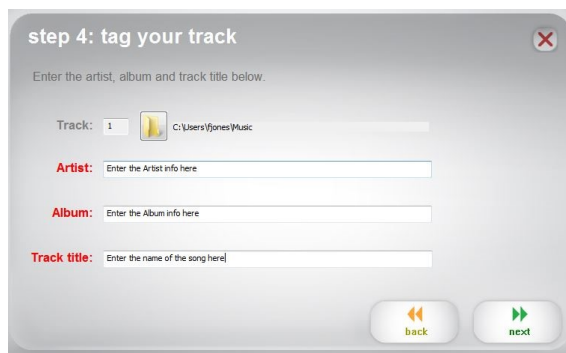 step 4: tag your track
Enter the artist, album and track title below.
Track: 1 C:\Users\fjones\Music
Artist: Enter the Artist info here
Album: Enter the Album info here
Track title: Enter the name of the song here
back next